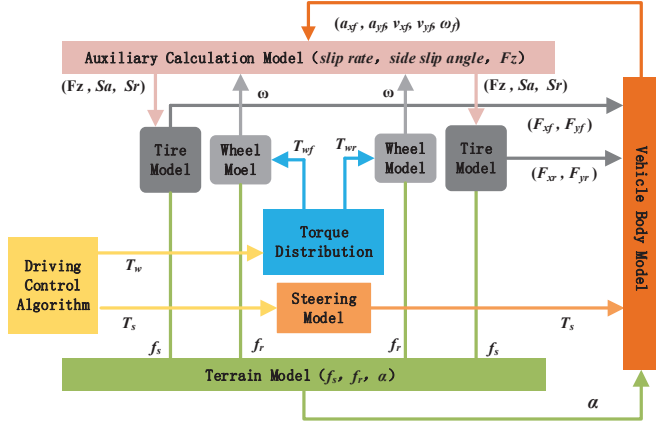 (a_xf , a_yf, v_xf, v_yf, ω_f)
Auxiliary Calculation Model (slip rate, side slip angle, Fz)
(Fz , Sa, Sr)
ω
ω
(Fz , Sa, Sr)
(F_xf , F_yf)
Tire
Model
Wheel
Moel
T_wf
T_wr
Wheel
Model
Tire
Model
(F_xr , F_yr)
Vehicle Body Model
Torque
Distribution
Driving
Control
Algorithm
T_w
Steering
Model
T_s
T_s
f_s
f_r
f_r
f_s
Terrain Model (f_s, f_r, α)
α